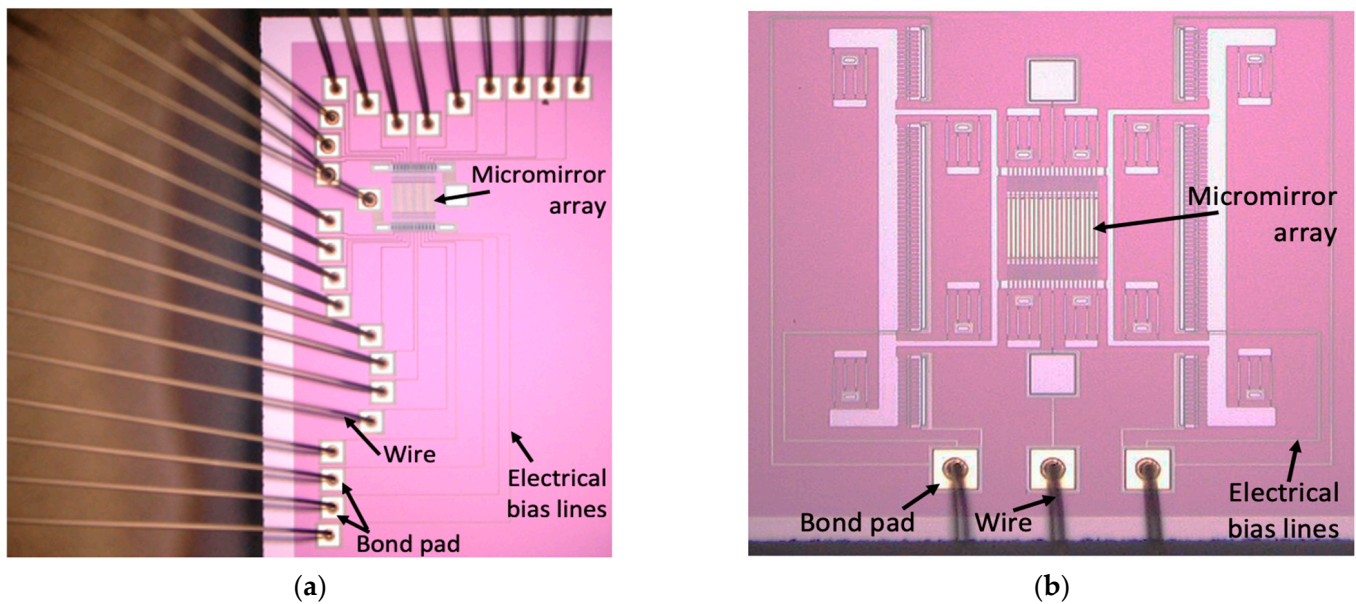 Micromirror
array
Wire
Electrical
bias lines
Bond pad
(a)
Micromirror
array
Bond pad
Wire
Electrical
bias lines
(b)